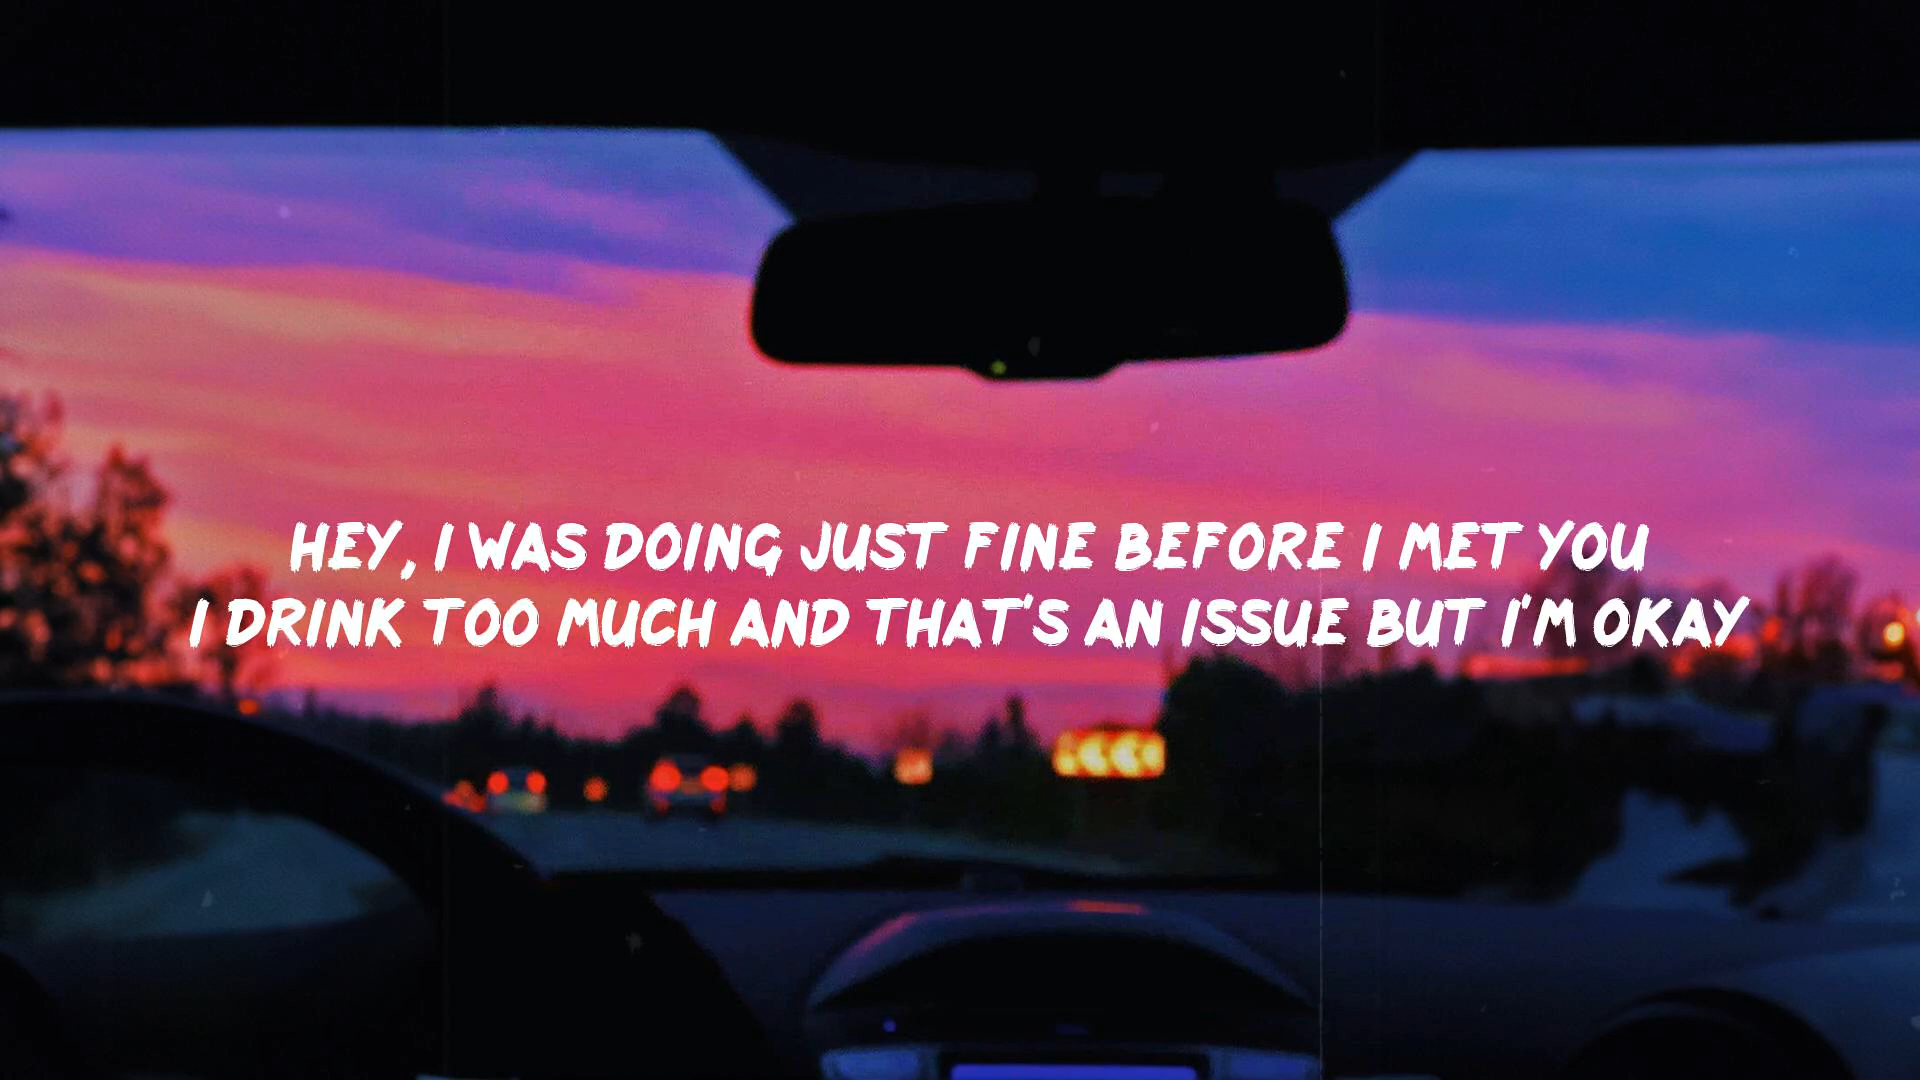 HEY, I WAS DOING JUST FINE BEFORE I MET YOU
I DRINK TOO MUCH AND THAT'S AN ISSUE BUT I'M OKAY